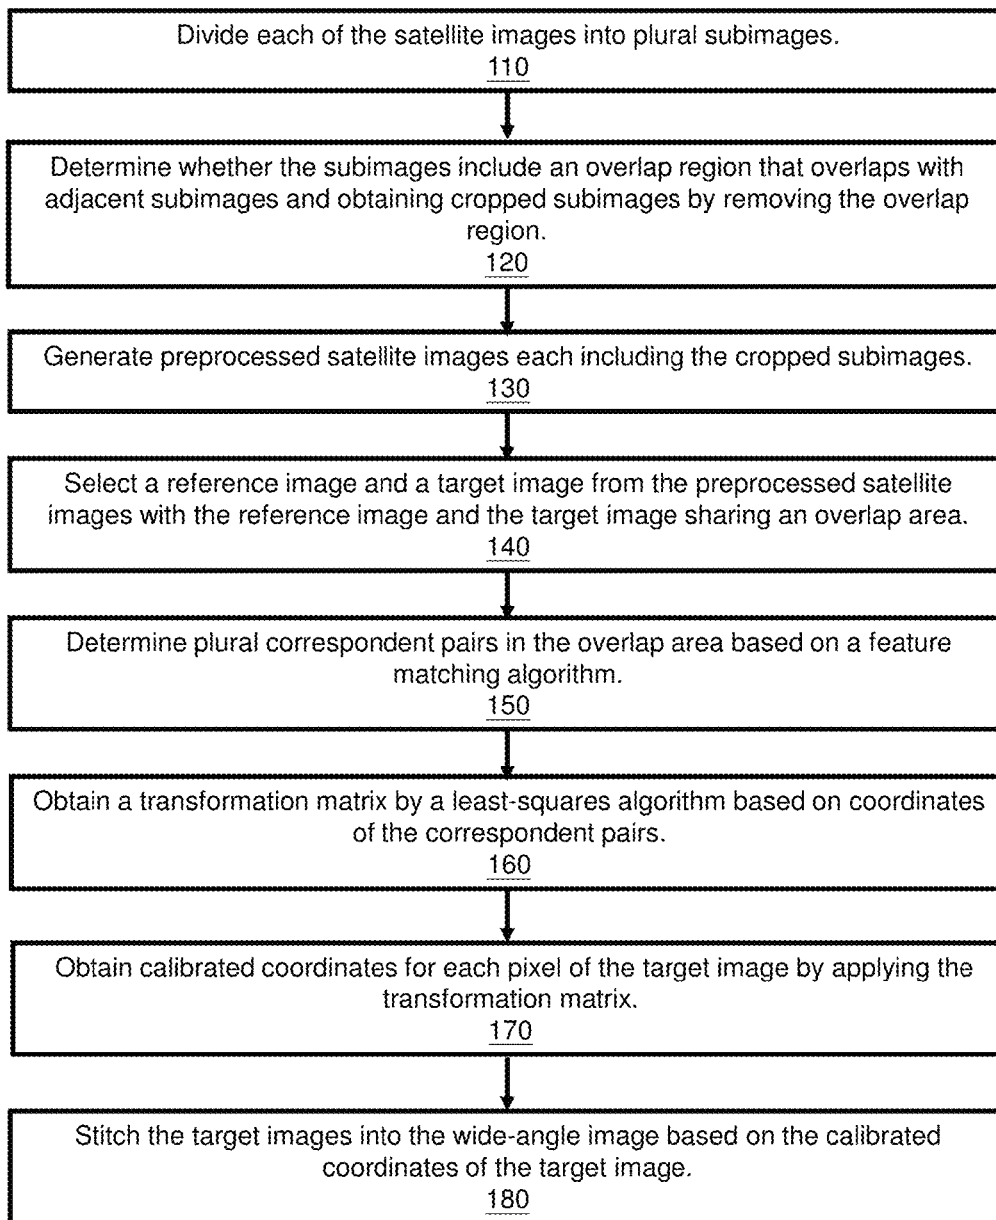 Divide each of the satellite images into plural subimages.
110
Determine whether the subimages include an overlap region that overlaps with
adjacent subimages and obtaining cropped subimages by removing the overlap
region.
120
Generate preprocessed satellite images each including the cropped subimages.
130
Select a reference image and a target image from the preprocessed satellite
images with the reference image and the target image sharing an overlap area.
140
Determine plural correspondent pairs in the overlap area based on a feature
matching algorithm.
150
Obtain a transformation matrix by a least-squares algorithm based on coordinates
of the correspondent pairs.
160
Obtain calibrated coordinates for each pixel of the target image by applying the
transformation matrix.
170
Stitch the target images into the wide-angle image based on the calibrated
coordinates of the target image.
180